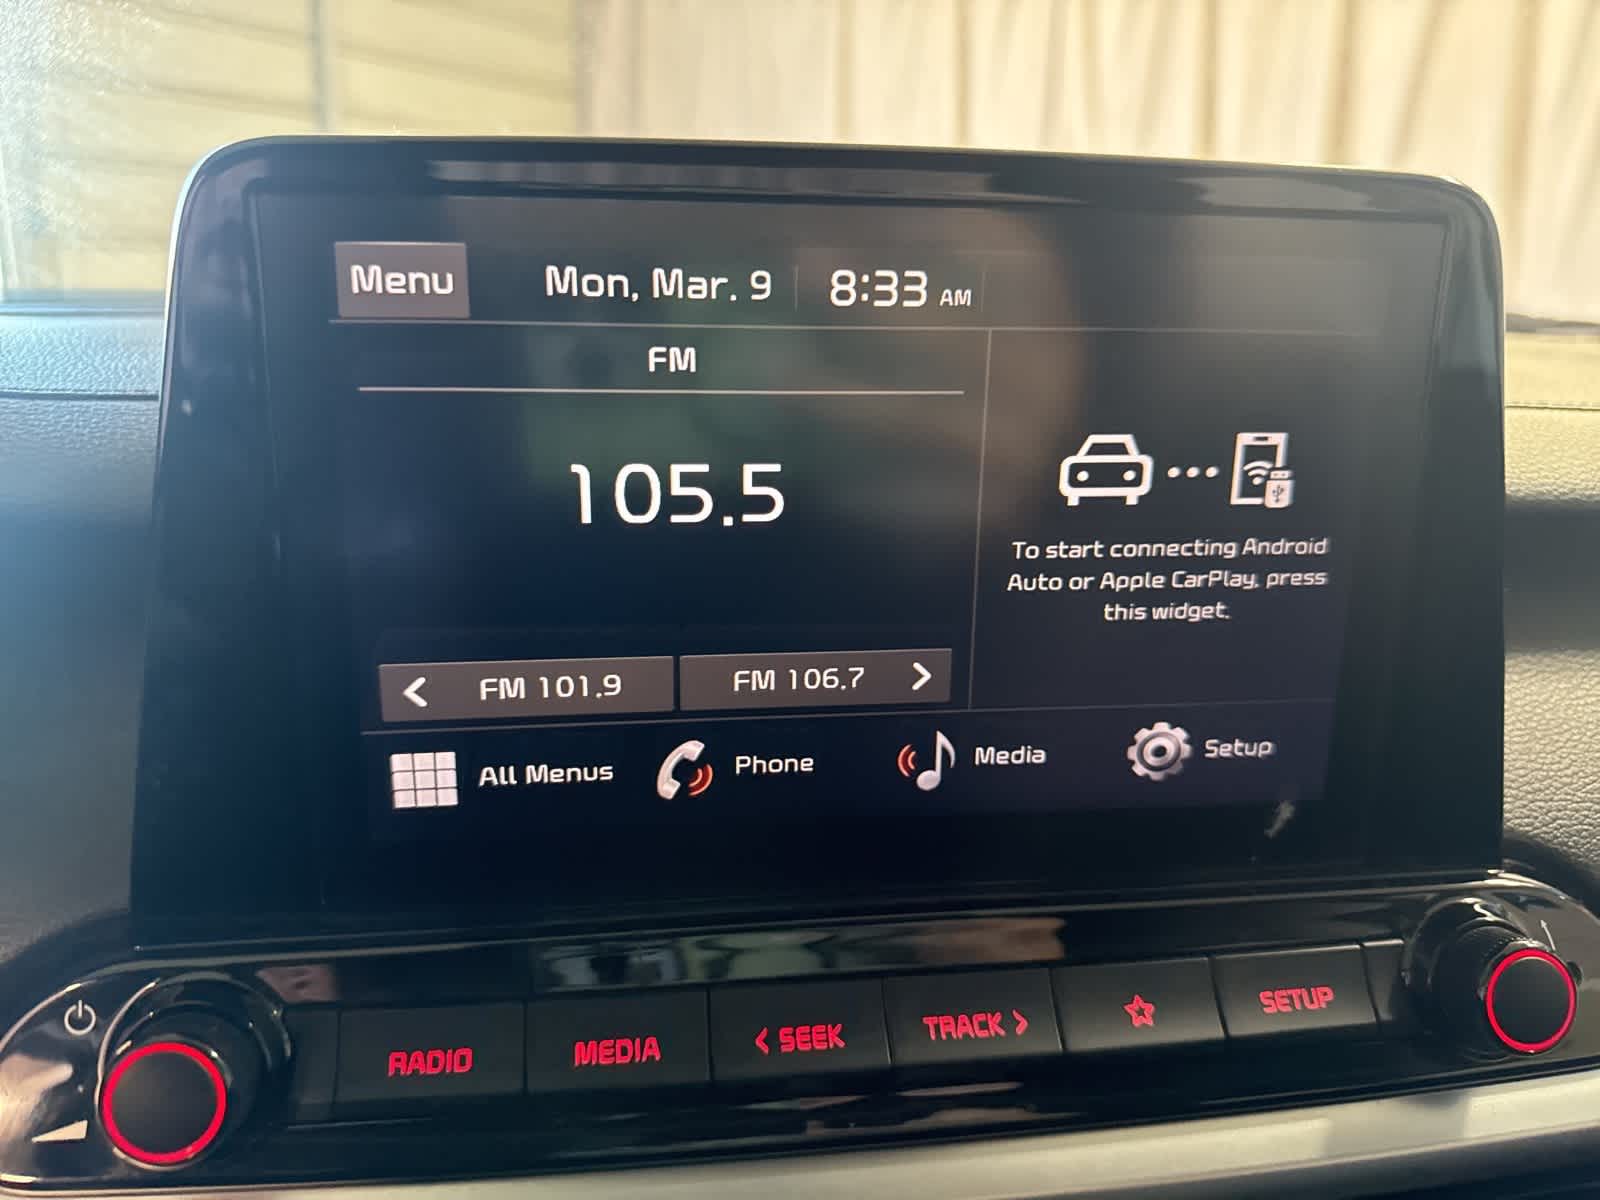 Menu
Mon, Mar. 9
8:33 AM
FM
105.5
To start connecting Android
Auto or Apple CarPlay, press
this widget.
< FM 101.9
FM 106.7 >
All Menus
Phone
Media
Setup
RADIO
MEDIA
< SEEK
TRACK >
SETUP